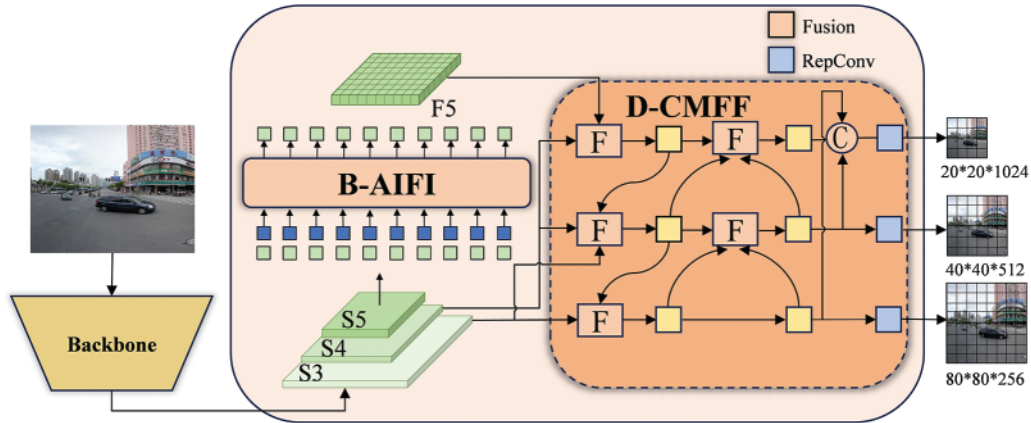 Fusion
RepConv
F5
D-CMFF
F
F
C
20*20*1024
B-AIFI
F
F
40*40*512
S5
S4
S3
F
Backbone
80*80*256